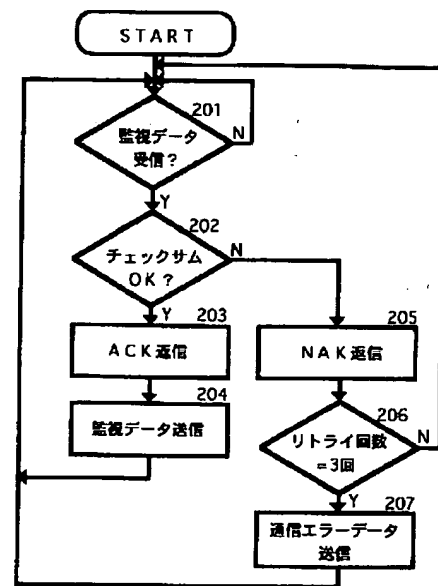 START
201
監視データ
受信?
N
Y
202
チェックサム
OK?
N
Y
203
ACK返信
204
監視データ送信
205
NAK返信
206
リトライ回数
=3回
N
Y
207
通信エラーデータ
送信